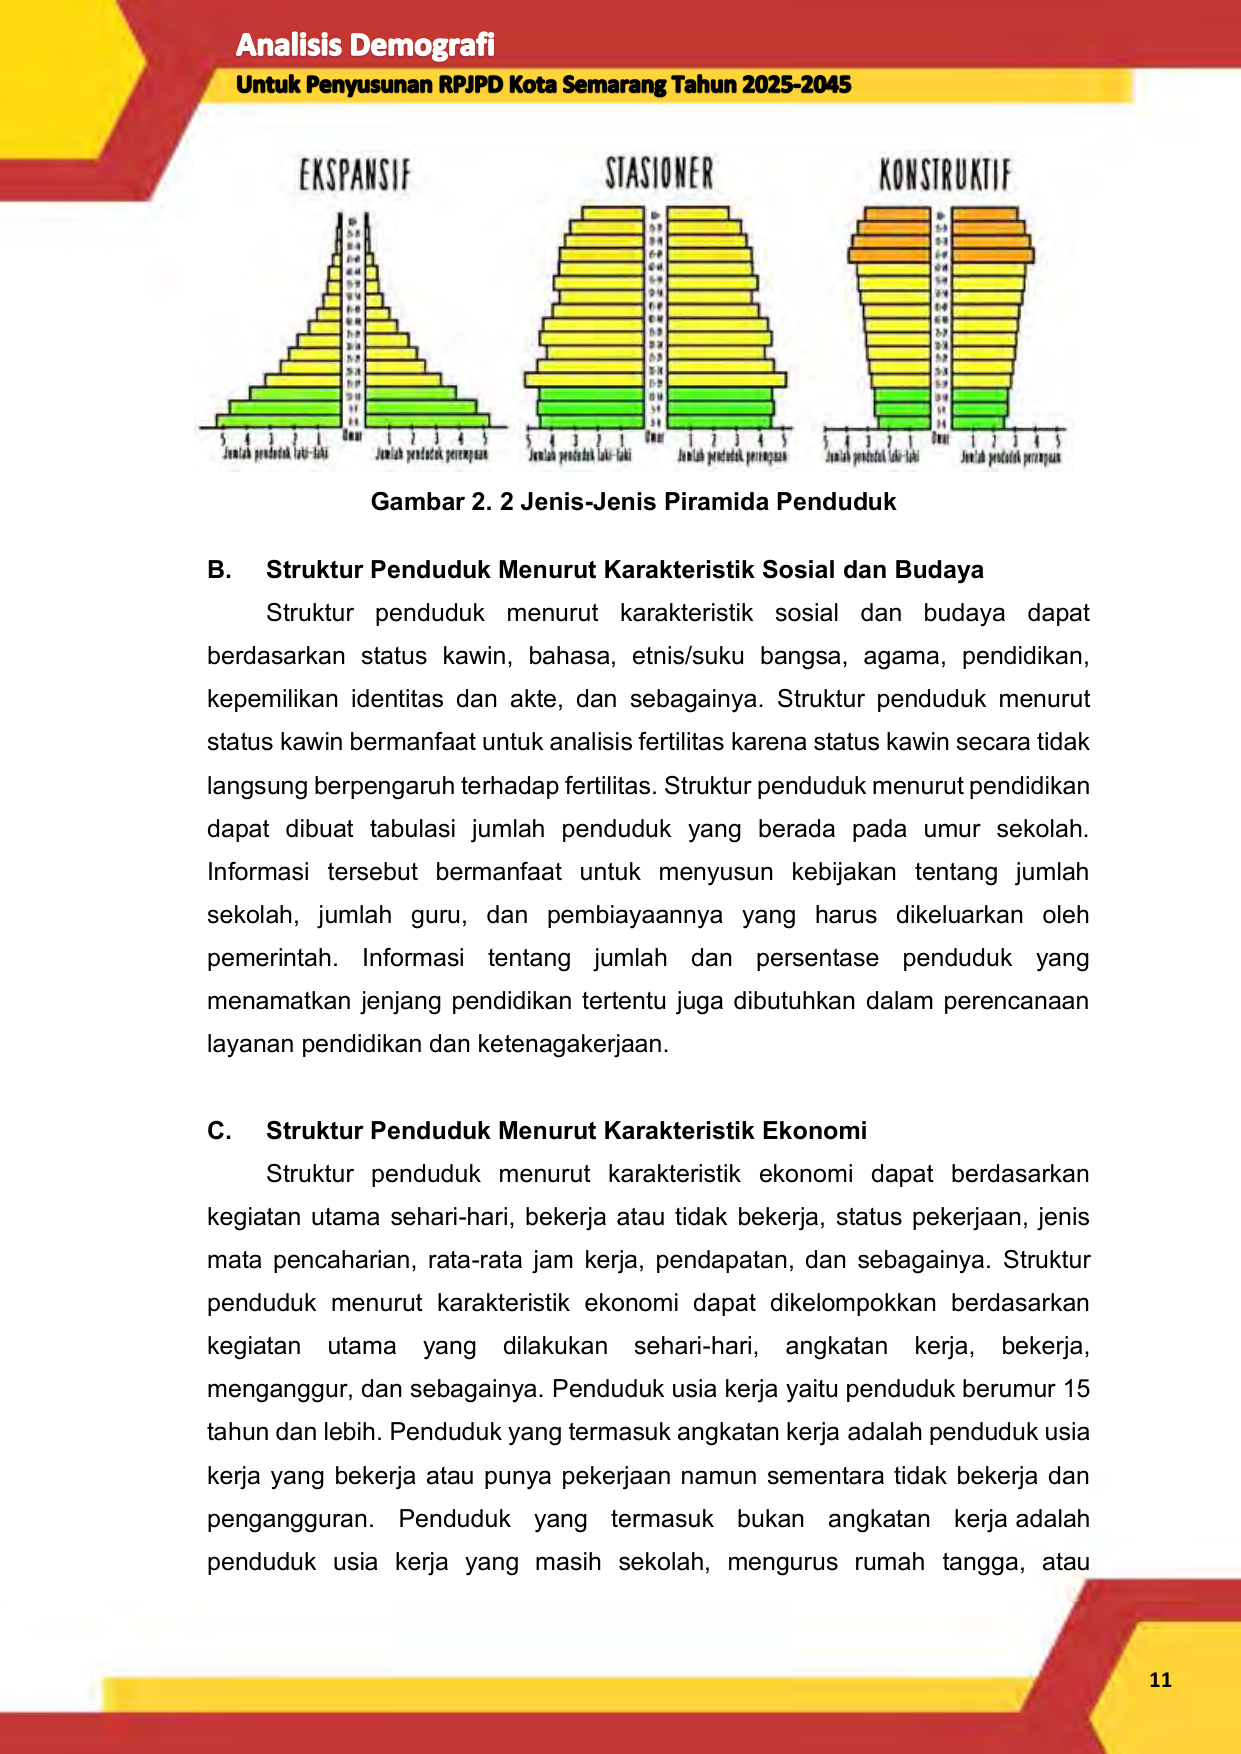 Analisis Demografi
Untuk Penyusunan RPJPD Kota Semarang Tahun 2025-2045
EKSPANSIF STASIONER KONSTRUKTIF
5 4 3 2 1 Umur 1 2 3 4 5 5 4 3 2 1 Umur 1 2 3 4 5 5 4 3 2 1 Umur 1 2 3 4 5
Jumlah penduduk laki-laki Jumlah penduduk perempuan Jumlah penduduk laki-laki Jumlah penduduk perempuan Jumlah penduduk laki-laki Jumlah penduduk perempuan
Gambar 2. 2 Jenis-Jenis Piramida Penduduk
B. Struktur Penduduk Menurut Karakteristik Sosial dan Budaya
Struktur penduduk menurut karakteristik sosial dan budaya dapat
berdasarkan status kawin, bahasa, etnis/suku bangsa, agama, pendidikan,
kepemilikan identitas dan akte, dan sebagainya. Struktur penduduk menurut
status kawin bermanfaat untuk analisis fertilitas karena status kawin secara tidak
langsung berpengaruh terhadap fertilitas. Struktur penduduk menurut pendidikan
dapat dibuat tabulasi jumlah penduduk yang berada pada umur sekolah.
Informasi tersebut bermanfaat untuk menyusun kebijakan tentang jumlah
sekolah, jumlah guru, dan pembiayaannya yang harus dikeluarkan oleh
pemerintah. Informasi tentang jumlah dan persentase penduduk yang
menamatkan jenjang pendidikan tertentu juga dibutuhkan dalam perencanaan
layanan pendidikan dan ketenagakerjaan.
C. Struktur Penduduk Menurut Karakteristik Ekonomi
Struktur penduduk menurut karakteristik ekonomi dapat berdasarkan
kegiatan utama sehari-hari, bekerja atau tidak bekerja, status pekerjaan, jenis
mata pencaharian, rata-rata jam kerja, pendapatan, dan sebagainya. Struktur
penduduk menurut karakteristik ekonomi dapat dikelompokkan berdasarkan
kegiatan utama yang dilakukan sehari-hari, angkatan kerja, bekerja,
menganggur, dan sebagainya. Penduduk usia kerja yaitu penduduk berumur 15
tahun dan lebih. Penduduk yang termasuk angkatan kerja adalah penduduk usia
kerja yang bekerja atau punya pekerjaan namun sementara tidak bekerja dan
pengangguran. Penduduk yang termasuk bukan angkatan kerja adalah
penduduk usia kerja yang masih sekolah, mengurus rumah tangga, atau
11